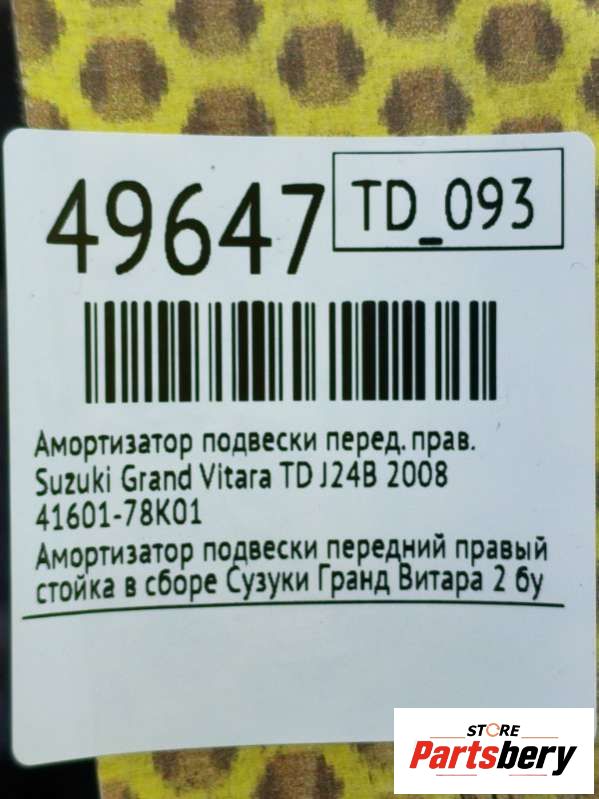 49647
TD_093
Амортизатор подвески перед. прав.
Suzuki Grand Vitara TD J24B 2008
41601-78K01
Амортизатор подвески передний правый
стойка в сборе Сузуки Гранд Витара 2 бу
STORE
Partsbery